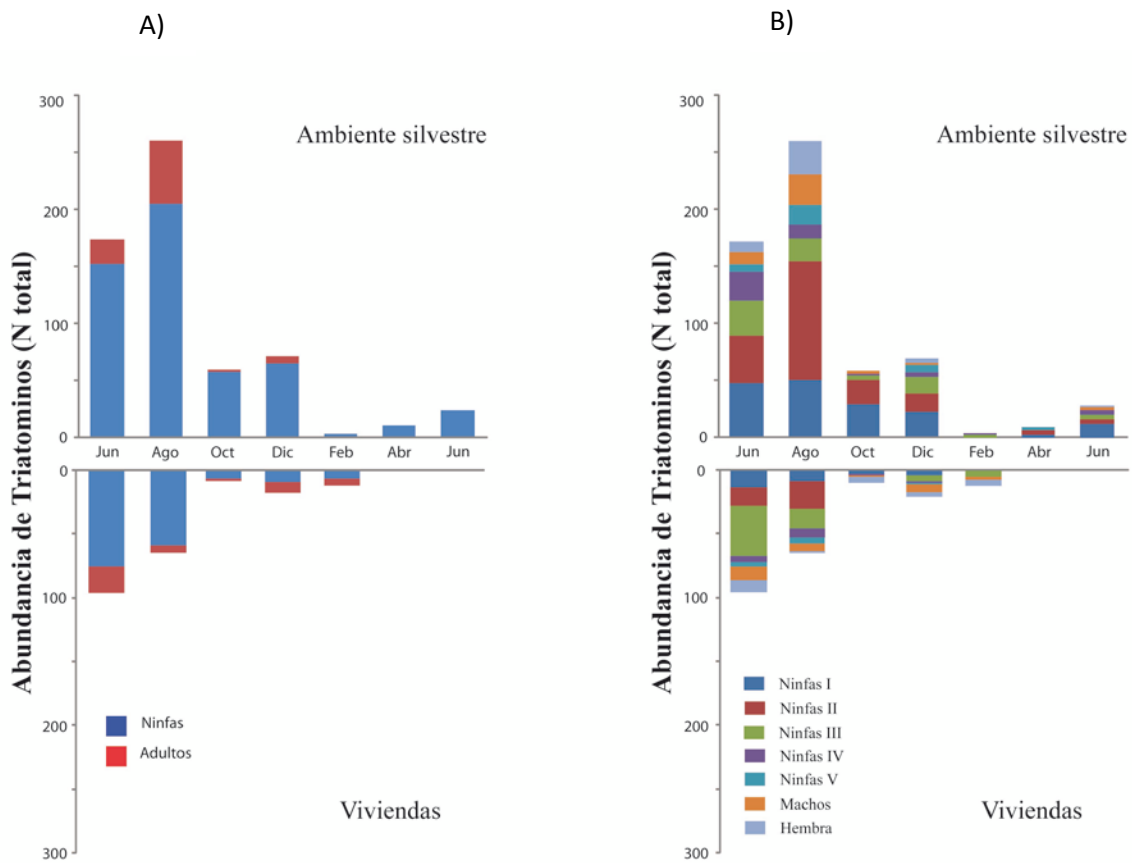 A)
Abundancia de Triatominos (N total)
Ambiente silvestre
300
200
100
0
Jun Ago Oct Dic Feb Abr Jun
0
100
200
300
Ninfas
Adultos
Viviendas
B)
Abundancia de Triatominos (N total)
Ambiente silvestre
300
200
100
0
Jun Ago Oct Dic Feb Abr Jun
0
100
200
300
Ninfas I
Ninfas II
Ninfas III
Ninfas IV
Ninfas V
Machos
Hembra
Viviendas